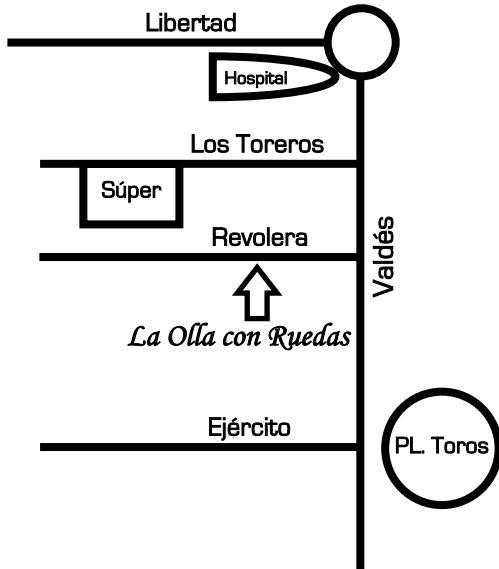 Libertad
Hospital
Los Toreros
Súper
Revolera
Valdés
La Olla con Ruedas
Ejército
PL. Toros